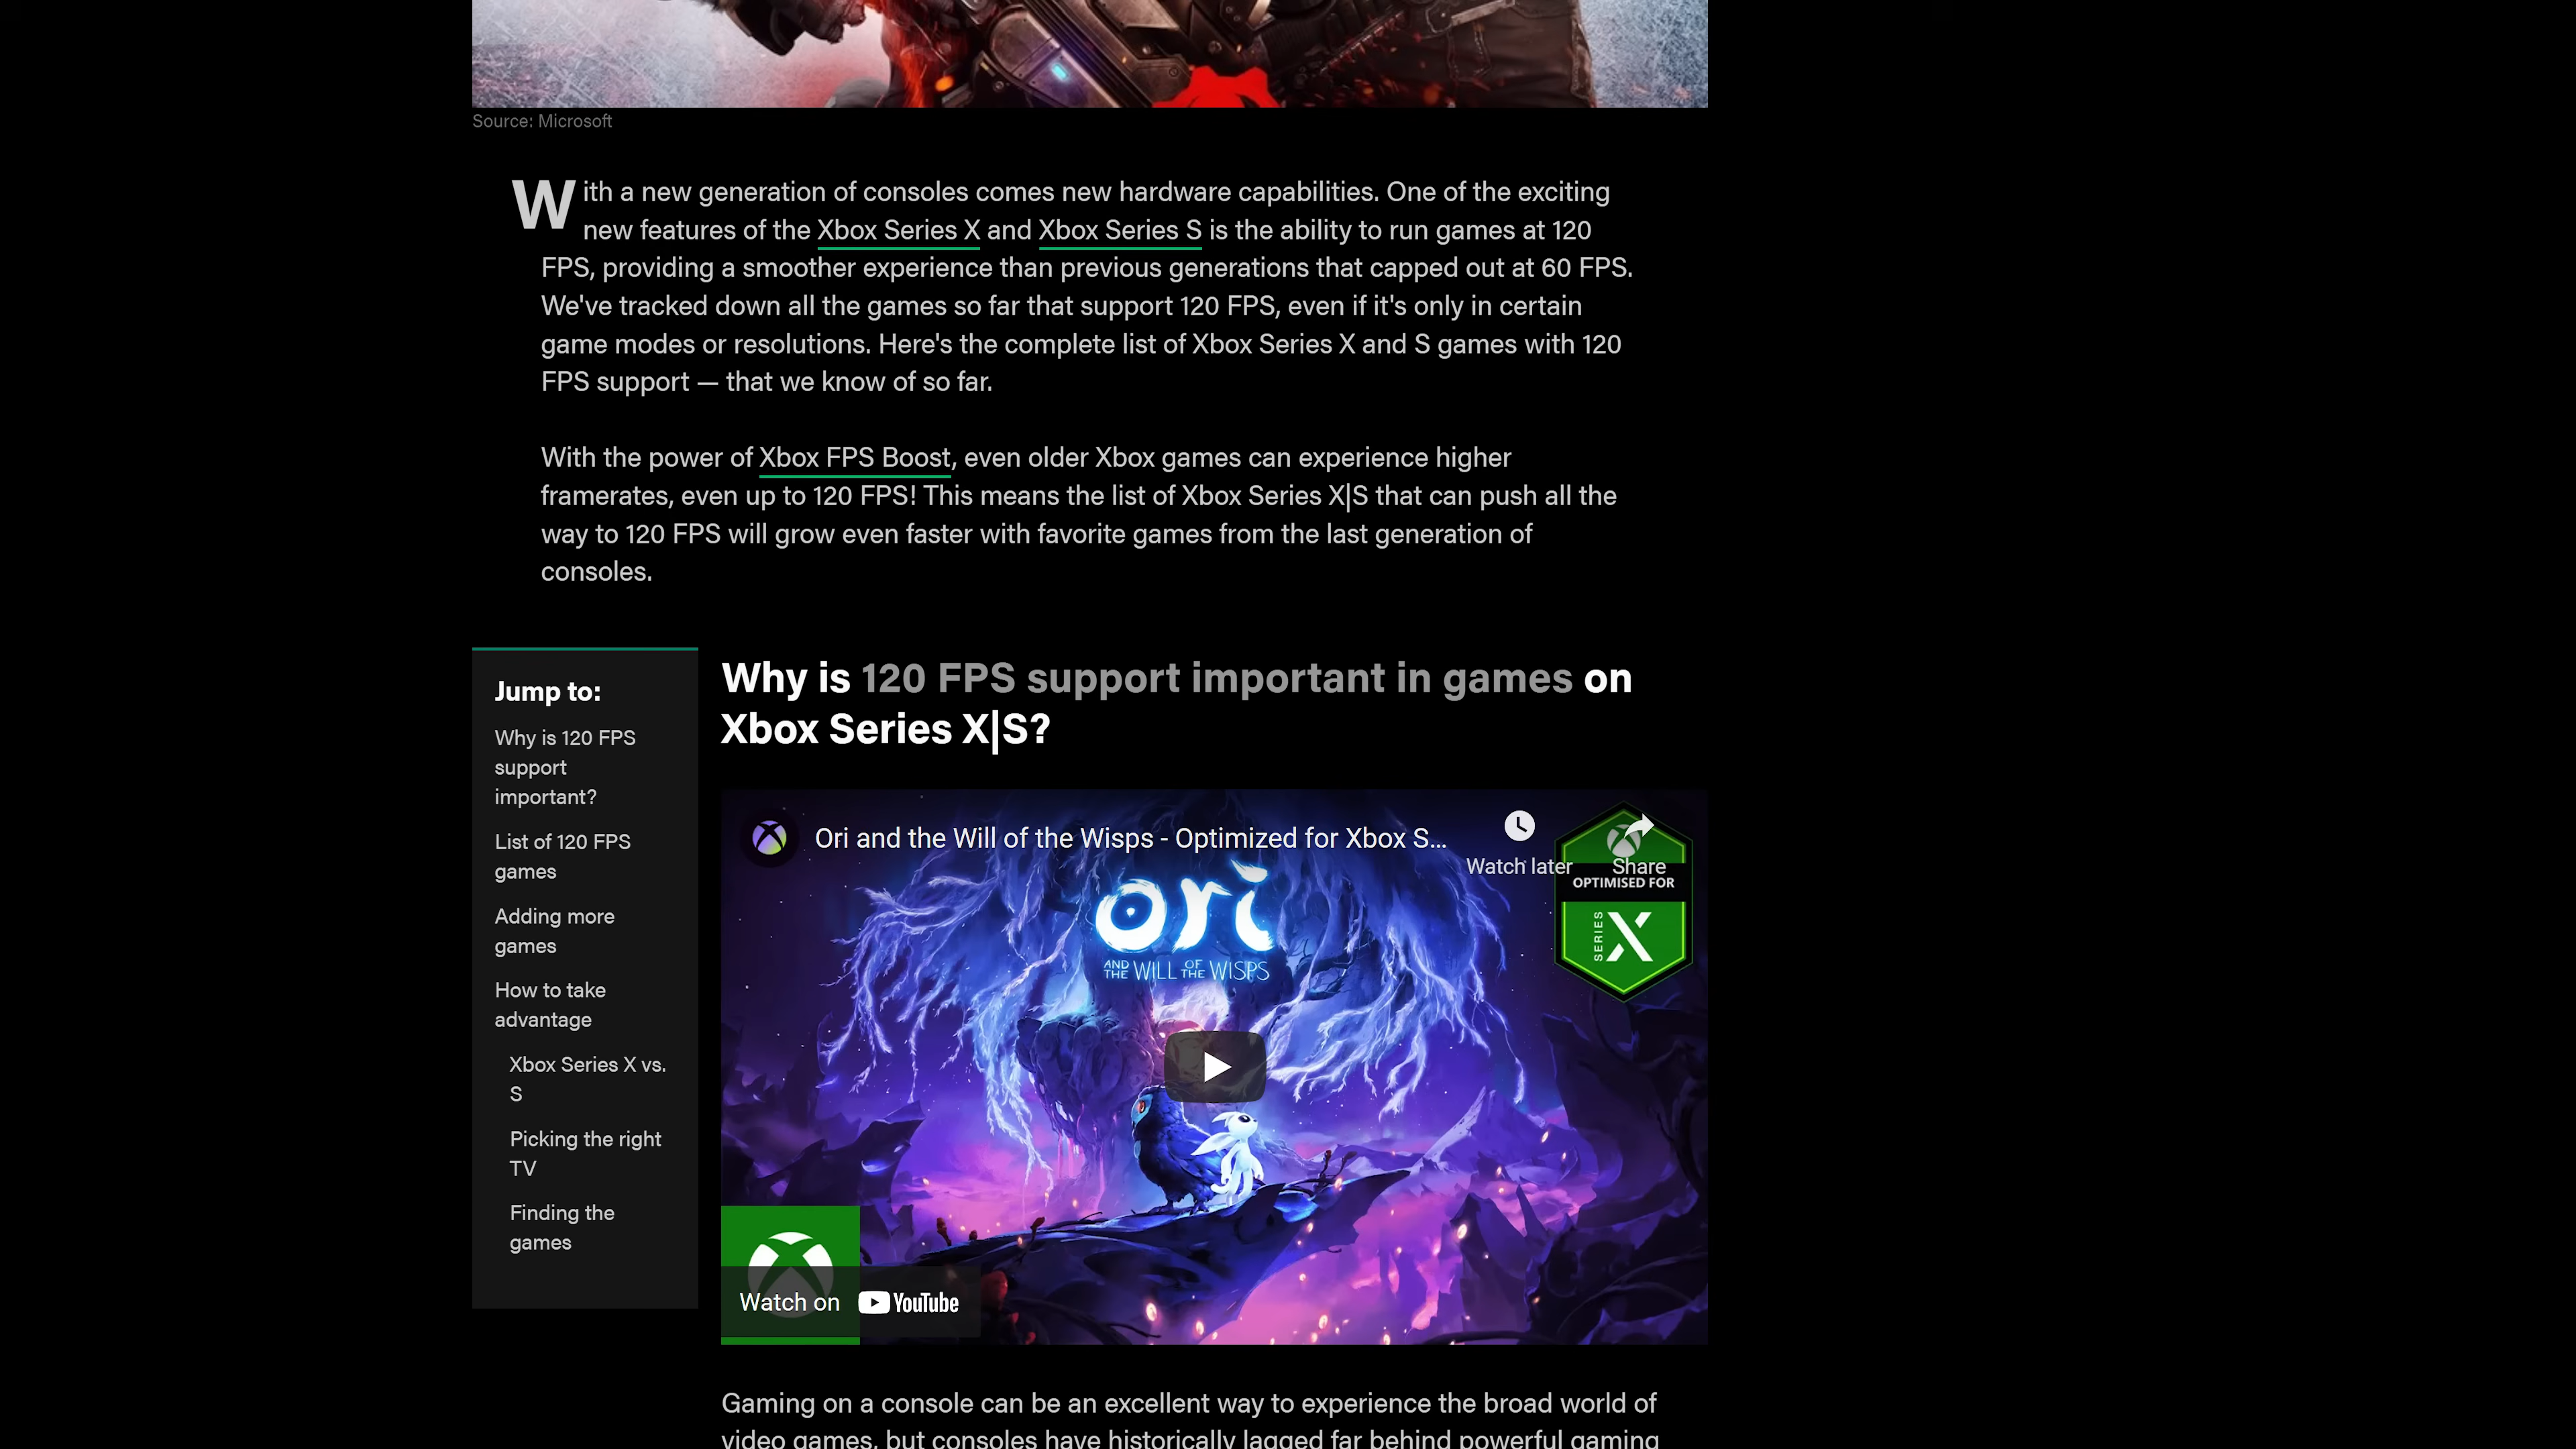 Source: Microsoft
With a new generation of consoles comes new hardware capabilities. One of the exciting
new features of the Xbox Series X and Xbox Series S is the ability to run games at 120
FPS, providing a smoother experience than previous generations that capped out at 60 FPS.
We've tracked down all the games so far that support 120 FPS, even if it's only in certain
game modes or resolutions. Here's the complete list of Xbox Series X and S games with 120
FPS support — that we know of so far.
With the power of Xbox FPS Boost, even older Xbox games can experience higher
framerates, even up to 120 FPS! This means the list of Xbox Series X|S that can push all the
way to 120 FPS will grow even faster with favorite games from the last generation of
consoles.
Jump to:
Why is 120 FPS
support
important?
List of 120 FPS
games
Adding more
games
How to take
advantage
Xbox Series X vs.
S
Picking the right
TV
Finding the
games
Why is 120 FPS support important in games on
Xbox Series X|S?
Ori and the Will of the Wisps - Optimized for Xbox S...
Watch later
Share
OPTIMISED FOR
SERIES X
ori
AND THE WILL OF THE WISPS
Watch on YouTube
Gaming on a console can be an excellent way to experience the broad world of
video games, but consoles have historically lagged far behind powerful gaming